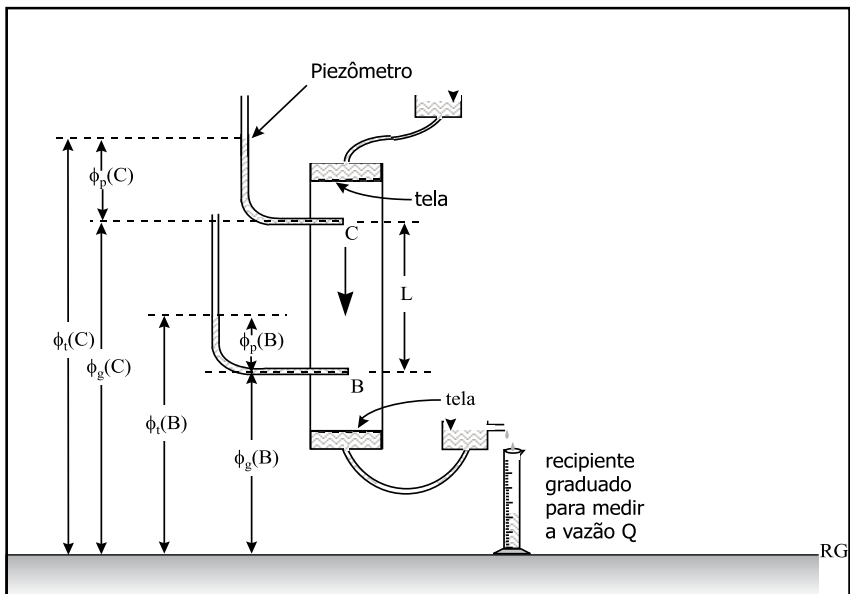 Piezômetro
ϕp(C)
tela
C
L
ϕt(C)
ϕg(C)
ϕp(B)
B
ϕt(B)
tela
ϕg(B)
recipiente
graduado
para medir
a vazão Q
RG